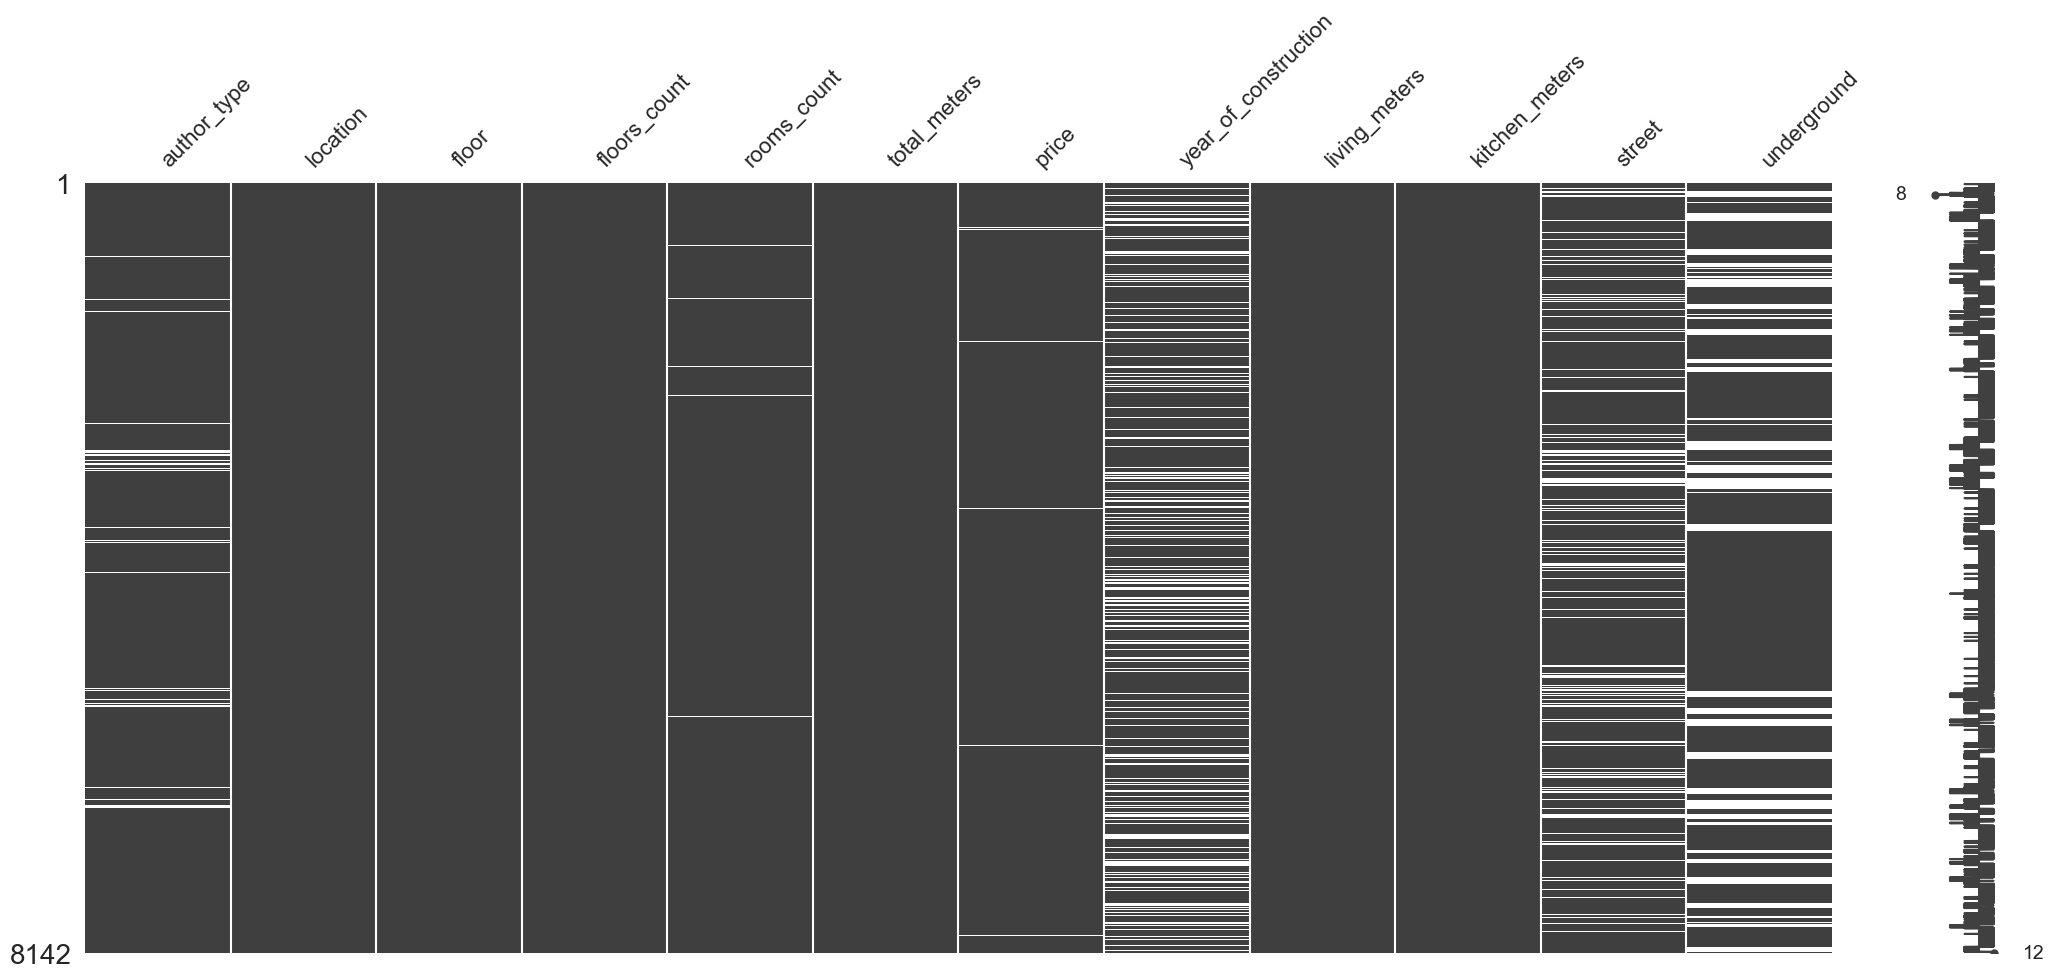 author_type
location
floor
floors_count
rooms_count
total_meters
price
year_of_construction
living_meters
kitchen_meters
street
underground
1
8
8142
12